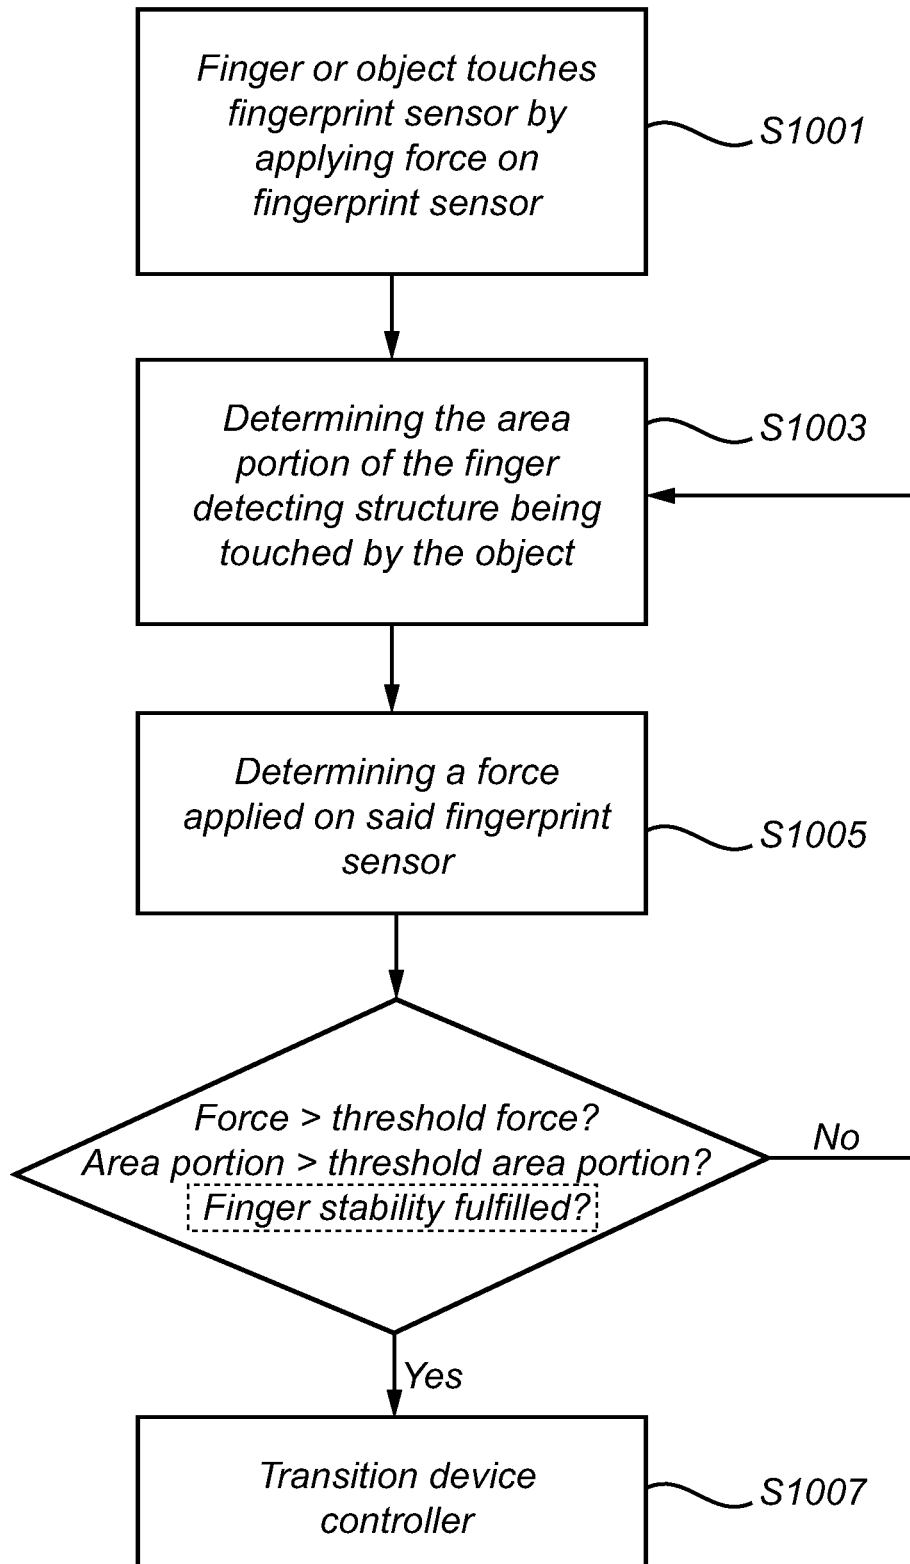 Finger or object touches
fingerprint sensor by
applying force on
fingerprint sensor
S1001
Determining the area
portion of the finger
detecting structure being
touched by the object
S1003
Determining a force
applied on said fingerprint
sensor
S1005
Force > threshold force?
Area portion > threshold area portion?
Finger stability fulfilled?
No
Yes
Transition device
controller
S1007